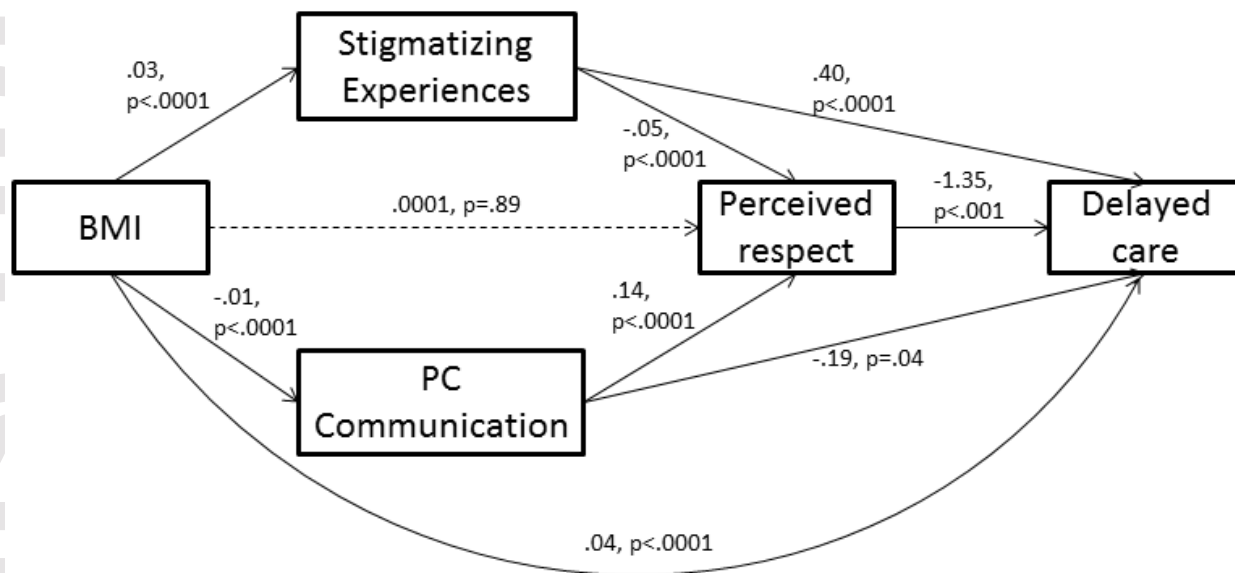 Stigmatizing
Experiences
.03,
p<.0001
.40,
p<.0001
-.05,
p<.0001
BMI
.0001, p=.89
Perceived
respect
-1.35,
p<.001
Delayed
care
-.01,
p<.0001
.14,
p<.0001
PC
Communication
-.19, p=.04
.04, p<.0001